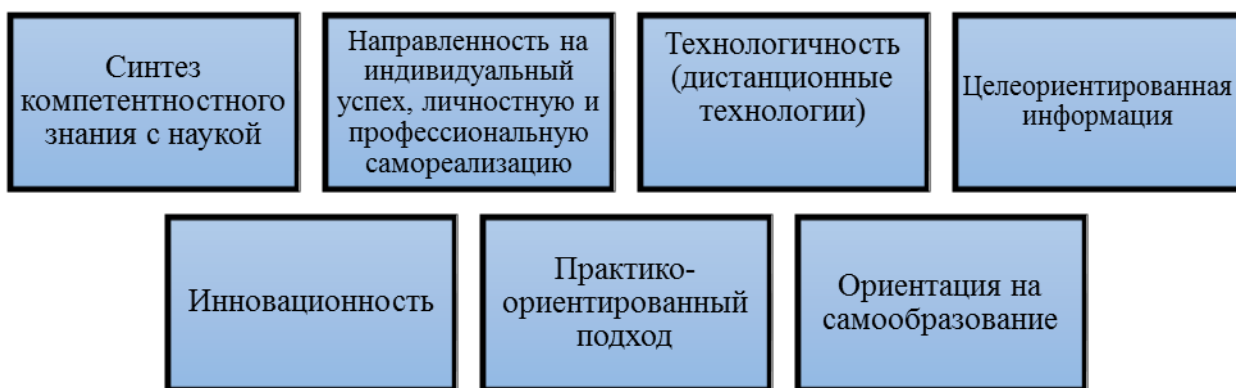 Синтез
компетентностного
знания с наукой
Направленность на
индивидуальный
успех, личностную и
профессиональную
самореализацию
Технологичность
(дистанционные
технологии)
Целеориентированная
информация
Инновационность
Практико-
ориентированный
подход
Ориентация на
самообразование